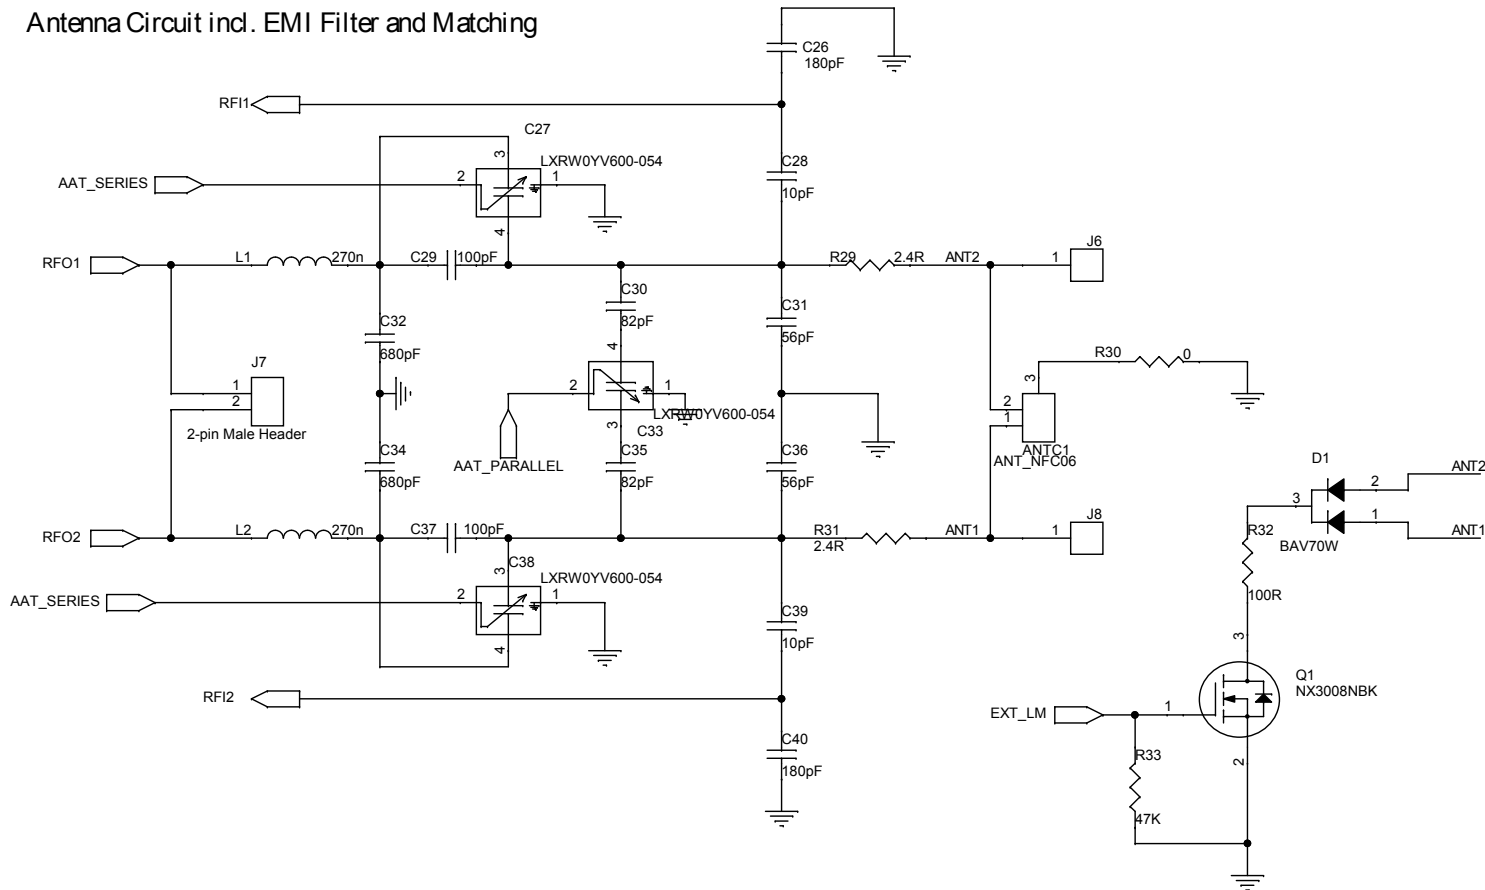 Antenna Circuit incl. EMI Filter and Matching
C26
180pF
RFI1
C27
3
LXRW0YV600-054
C28
10pF
AAT_SERIES
2
1
4
J6
RFO1
L1
270n
C29
100pF
R29
2.4R
ANT2
1
C30
82pF
C31
56pF
C32
680pF
4
R30
0
J7
1
2
2-pin Male Header
2
1
3
LXRW0YV600-054
C33
3
2
1
ANTC1
ANT_NFC06
AAT_PARALLEL
C34
680pF
C35
82pF
C36
56pF
D1
ANT2
2
3
1
ANT1
BAV70W
J8
RFO2
L2
270n
C37
100pF
R31
2.4R
ANT1
1
R32
100R
C38
3
LXRW0YV600-054
AAT_SERIES
2
1
4
C39
10pF
3
Q1
NX3008NBK
RFI2
EXT_LM
1
C40
180pF
R33
47K
2